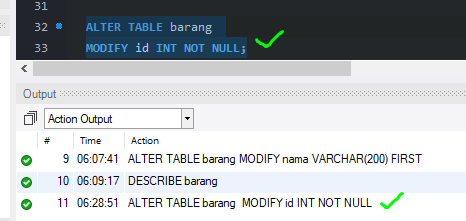 31
32 ALTER TABLE barang
33 MODIFY id INT NOT NULL;
Output
Action Output
# Time Action
9 06:07:41 ALTER TABLE barang MODIFY nama VARCHAR(200) FIRST
10 06:09:17 DESCRIBE barang
11 06:28:51 ALTER TABLE barang  MODIFY id INT NOT NULL